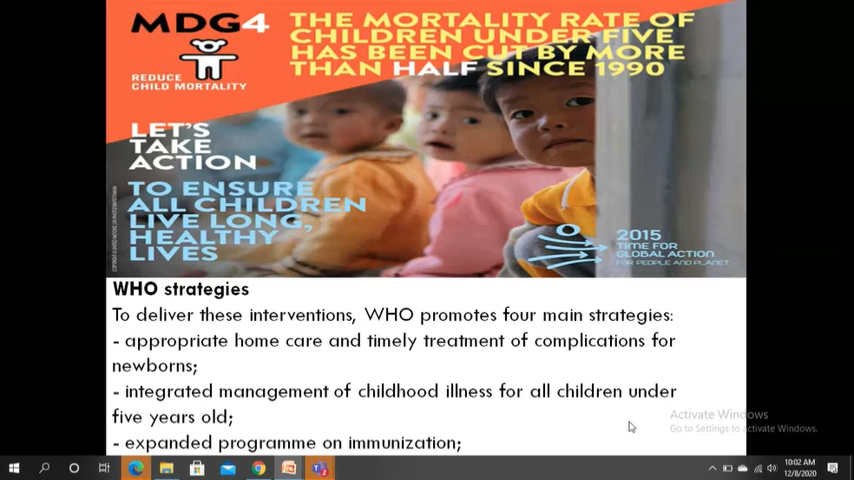 MDG4
REDUCE
CHILD MORTALITY
THE MORTALITY RATE OF
CHILDREN UNDER FIVE
HAS BEEN CUT BY MORE
THAN HALF SINCE 1990
LET'S
TAKE
ACTION
TO ENSURE
ALL CHILDREN
LIVE LONG,
HEALTHY
LIVES
2015
TIME FOR
GLOBAL ACTION
FOR PEOPLE AND PLANET
WHO strategies
To deliver these interventions, WHO promotes four main strategies:
- appropriate home care and timely treatment of complications for
newborns;
- integrated management of childhood illness for all children under
five years old;
- expanded programme on immunization;
Activate Windows
Go to Settings to activate Windows.
10:02 AM
12/8/2020